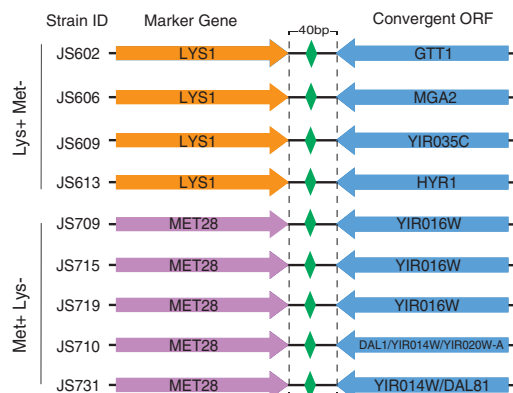 Strain ID Marker Gene Convergent ORF
40bp
JS602 LYS1 GTT1
JS606 LYS1 MGA2
JS609 LYS1 YIR035C
JS613 LYS1 HYR1
Lys+ Met-
JS709 MET28 YIR016W
JS715 MET28 YIR016W
JS719 MET28 YIR016W
JS710 MET28 DAL1/YIR014W/YIR020W-A
JS731 MET28 YIR014W/DAL81
Met+ Lys-